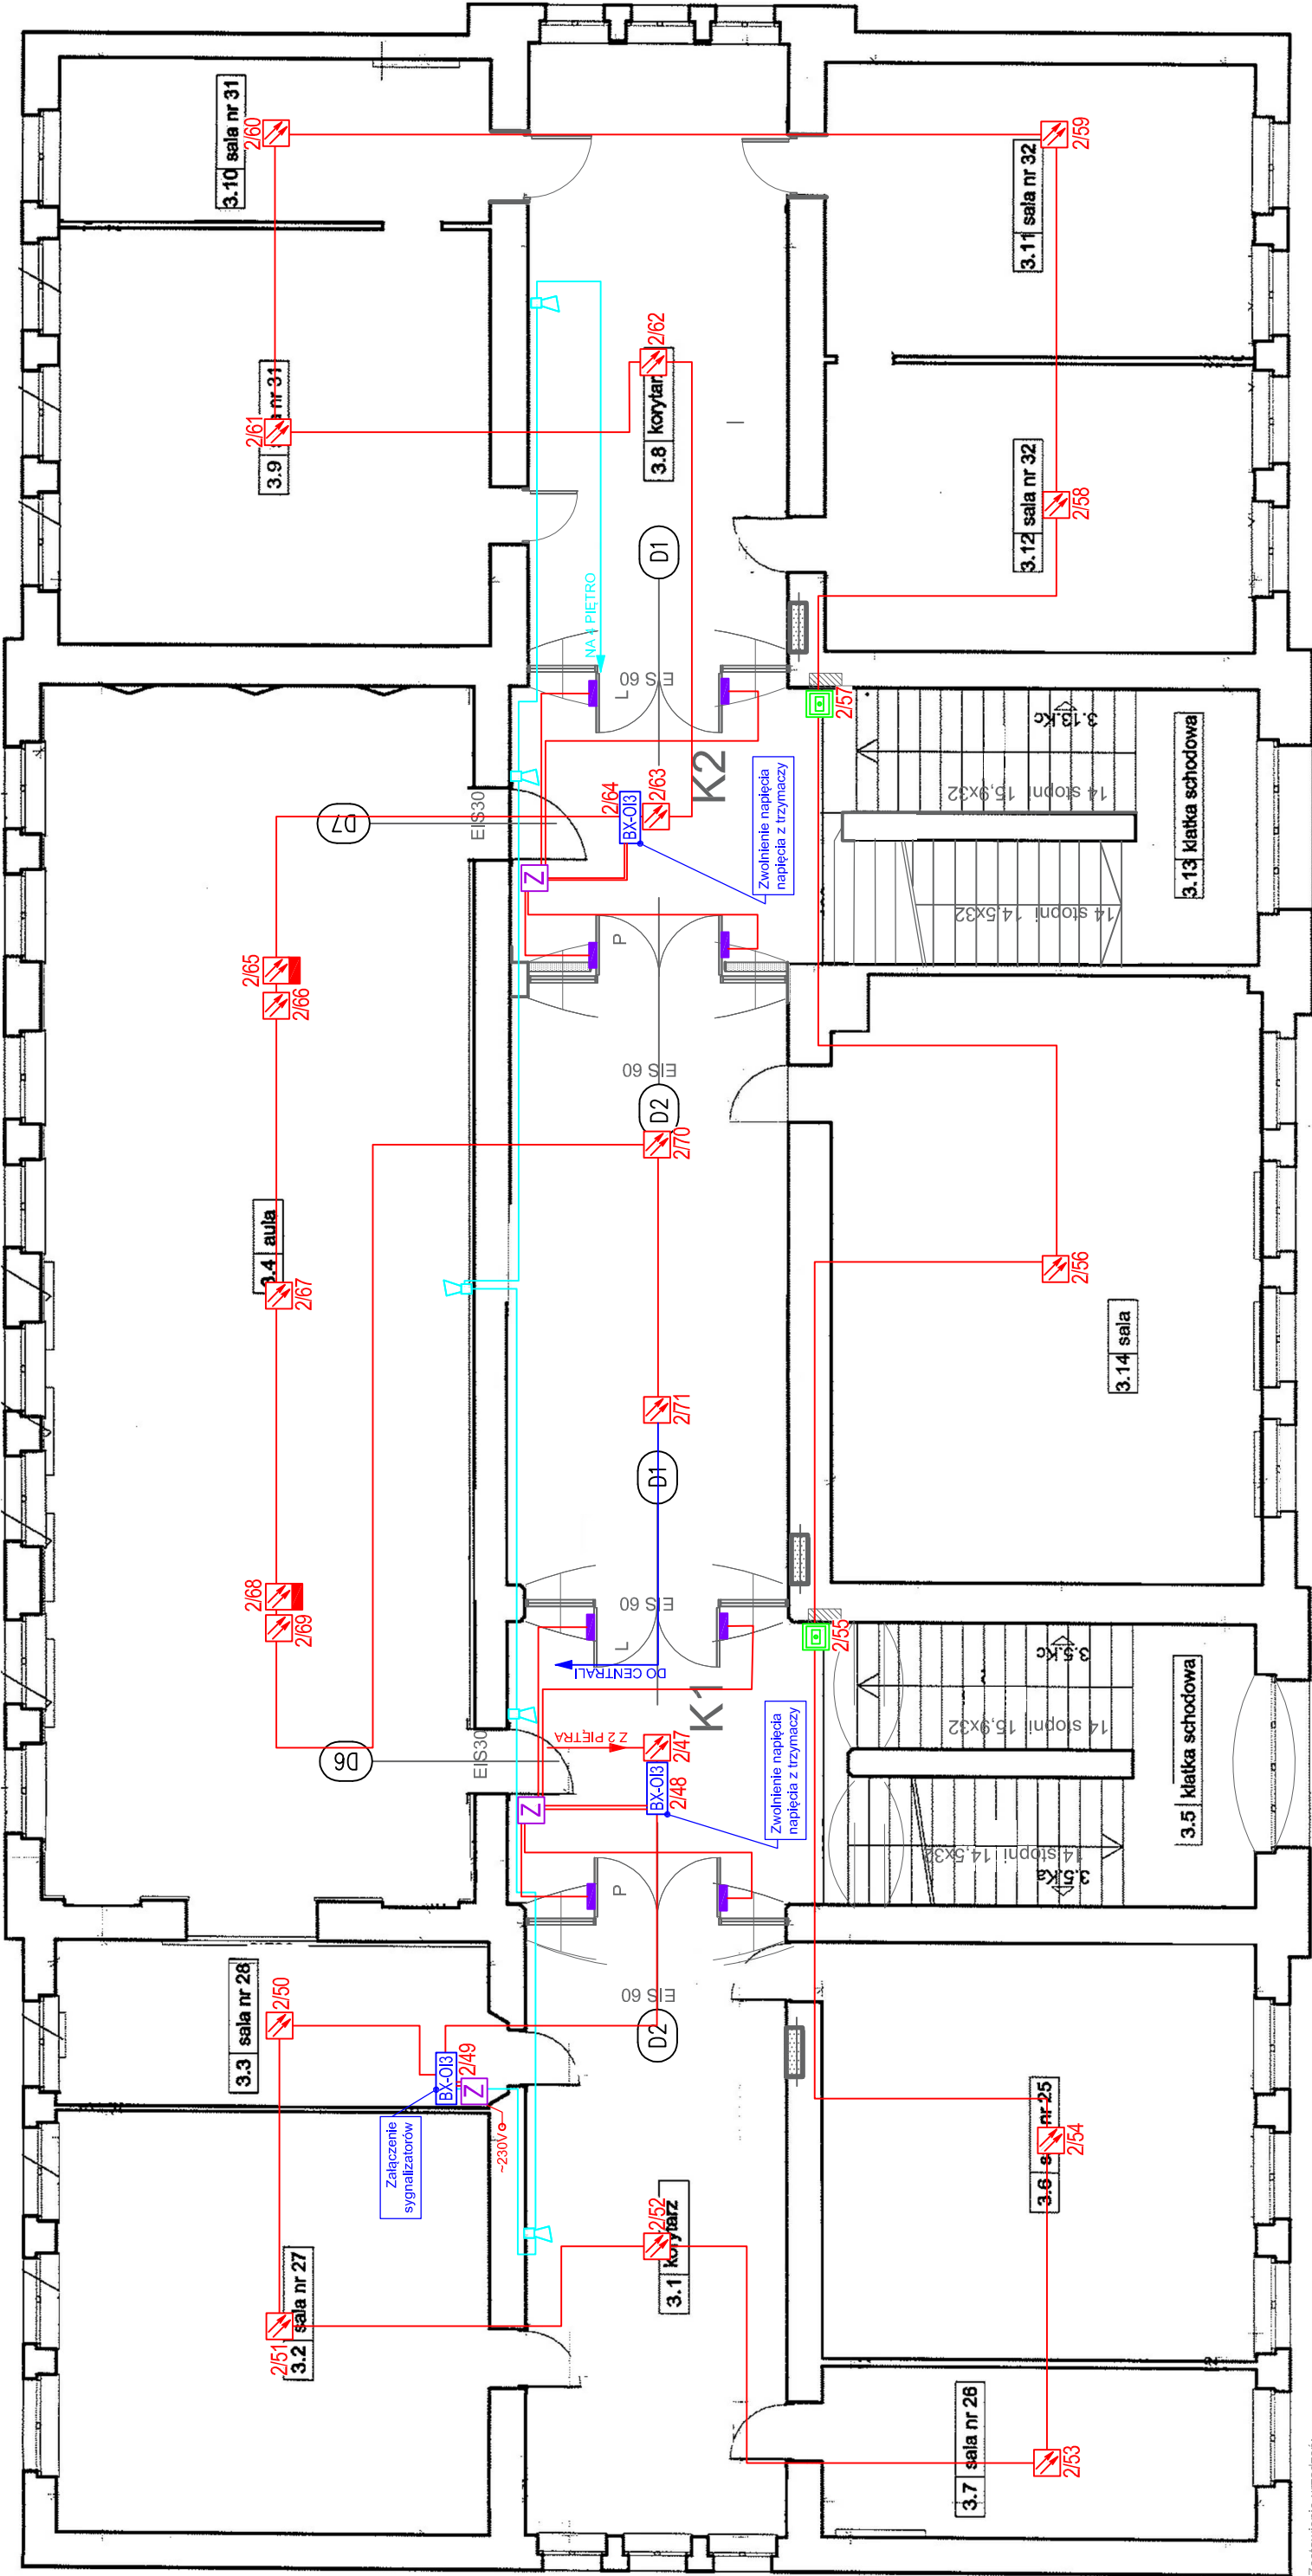 3.10 sala nr 31
2/60
2/59
3.11 sala nr 32
3.9
nr 31
2/61
2/62
3.8 korytarz
3.12 sala nr 32
2/58
D1
NA 4 PIĘTRO
EIS 60
L
2/57
3.13.Kc
14 stopni 15,9x32
14 stopni 14,5x32
3.13 klatka schodowa
K2
2/63
2/64
BX-OI3
Zwolnienie napięcia
napięcia z trzymaczy
D7
EIS30
Z
P
2/65
2/66
EIS 60
D2
2/70
3.4 aula
2/67
2/56
3.14 sala
2/71
D1
2/68
2/69
EIS 60
L
DO CENTRALI
2/55
3.5.Kc
14 stopni 15,9x32
14 stopni 14,5x32
3.5.Ka
3.5 klatka schodowa
K1
Z 2 PIĘTRA
2/47
BX-OI3
2/48
Zwolnienie napięcia
napięcia z trzymaczy
D6
EIS30
Z
P
EIS 60
D2
3.3 sala nr 28
2/50
BX-OI3
2/49
Z
~230V
Załączenie
sygnalizatorów
2/51
3.2 sala nr 27
2/52
3.1 korytarz
3.6
nr 25
2/54
3.7 sala nr 26
2/53